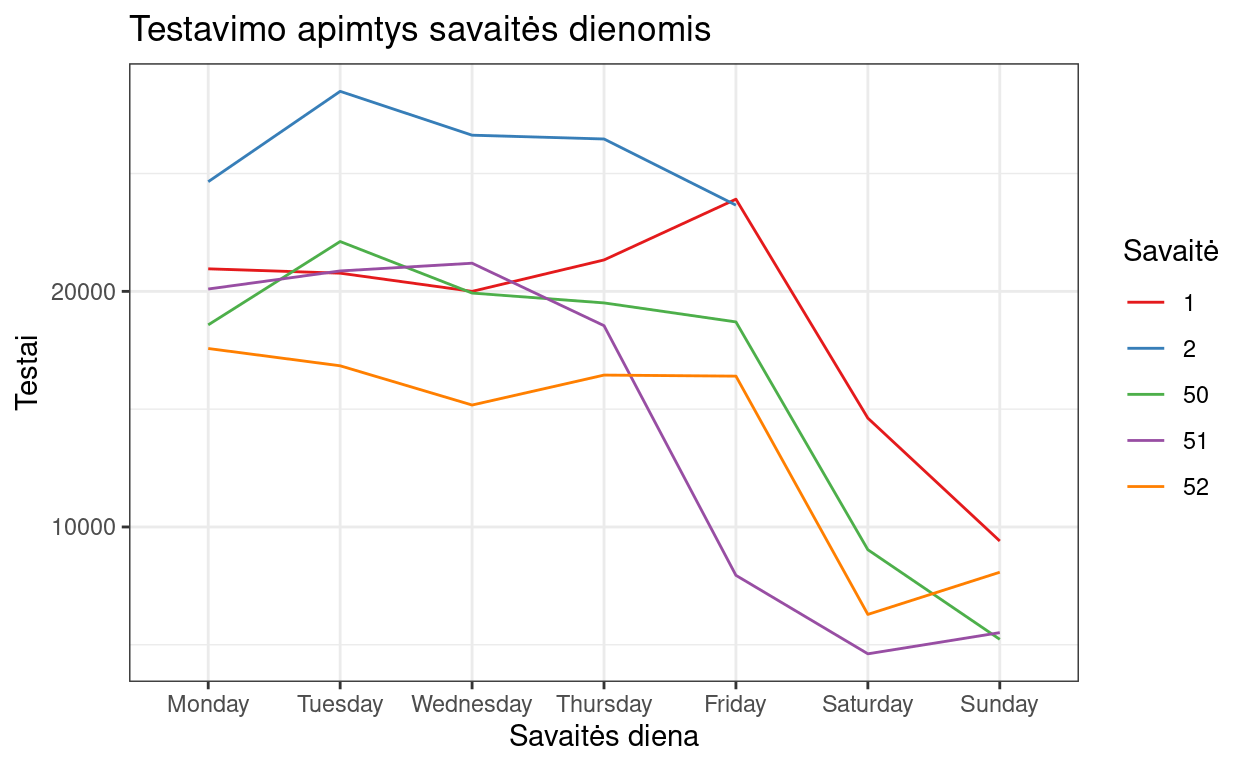 Testavimo apimtys savaitės dienomis
Testai
20000
10000
Monday Tuesday Wednesday Thursday Friday Saturday Sunday
Savaitės diena
Savaitė
1
2
50
51
52